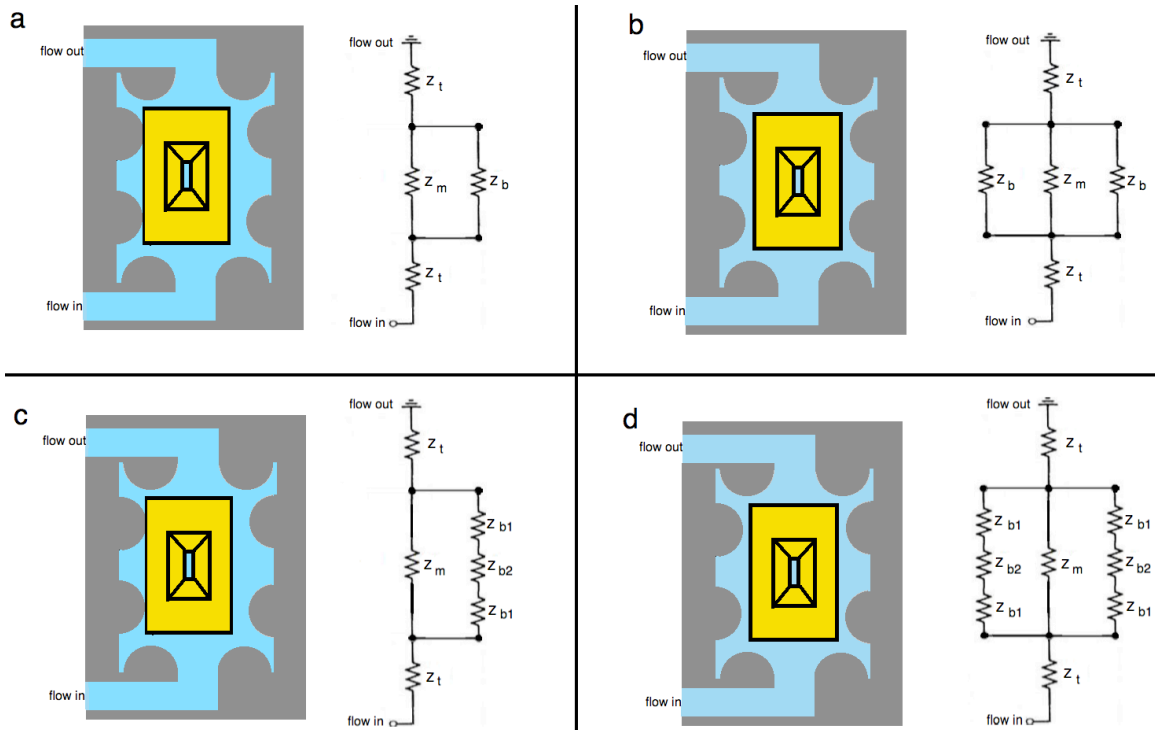 a
flow out
flow in
flow out
Z t
Z m
Z b
Z t
flow in
b
flow out
flow in
flow out
Z t
Z b
Z m
Z b
Z t
flow in
c
flow out
flow in
flow out
Z t
Z b1
Z m
Z b2
Z b1
Z t
flow in
d
flow out
flow in
flow out
Z t
Z b1
Z b1
Z b2
Z m
Z b2
Z b1
Z b1
Z t
flow in